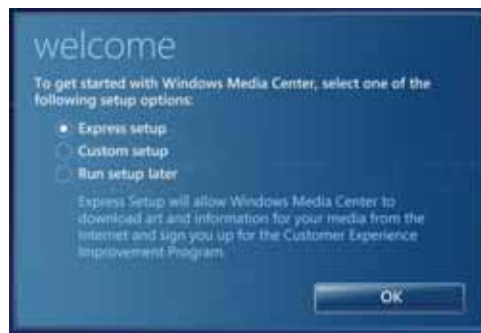 welcome
To get started with Windows Media Center, select one of the
following setup options:
Express setup
Custom setup
Run setup later
Express Setup will allow Windows Media Center to
download art and information for your media from the
Internet and sign you up for the Customer Experience
Improvement Program.
OK